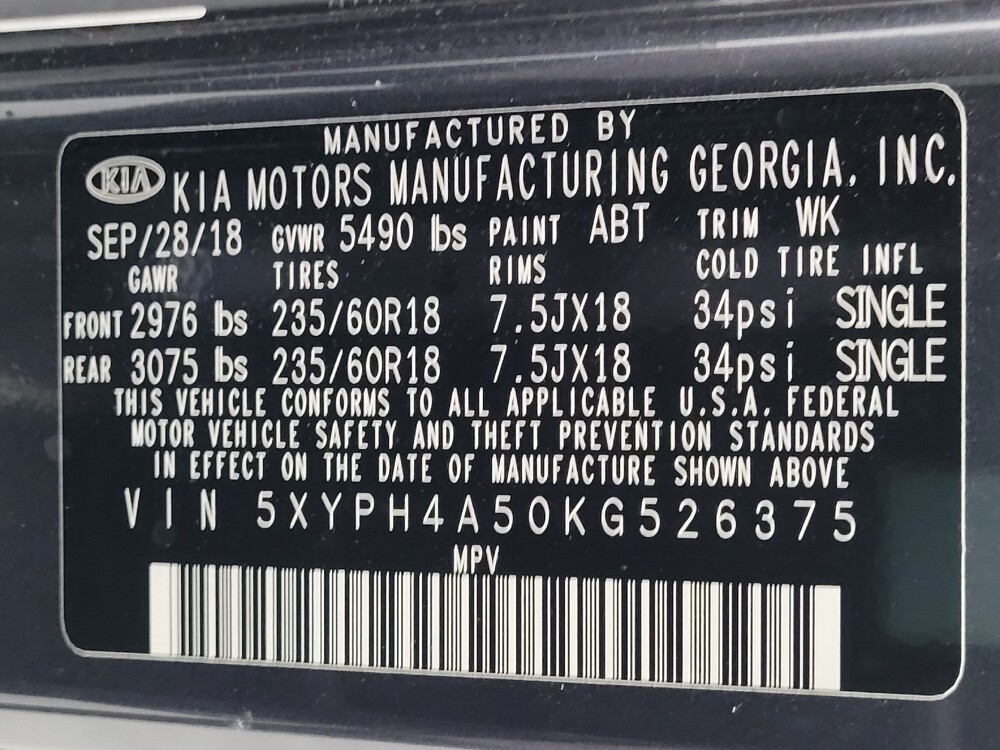 MANUFACTURED BY
KIA KIA MOTORS MANUFACTURING GEORGIA, INC.
SEP/28/18 GVWR 5490 lbs PAINT ABT TRIM WK
GAWR TIRES RIMS COLD TIRE INFL
FRONT 2976 lbs 235/60R18 7.5JX18 34psi SINGLE
REAR 3075 lbs 235/60R18 7.5JX18 34psi SINGLE
THIS VEHICLE CONFORMS TO ALL APPLICABLE U.S.A. FEDERAL
MOTOR VEHICLE SAFETY AND THEFT PREVENTION STANDARDS
IN EFFECT ON THE DATE OF MANUFACTURE SHOWN ABOVE
VIN 5XYPH4A50KG526375
MPV